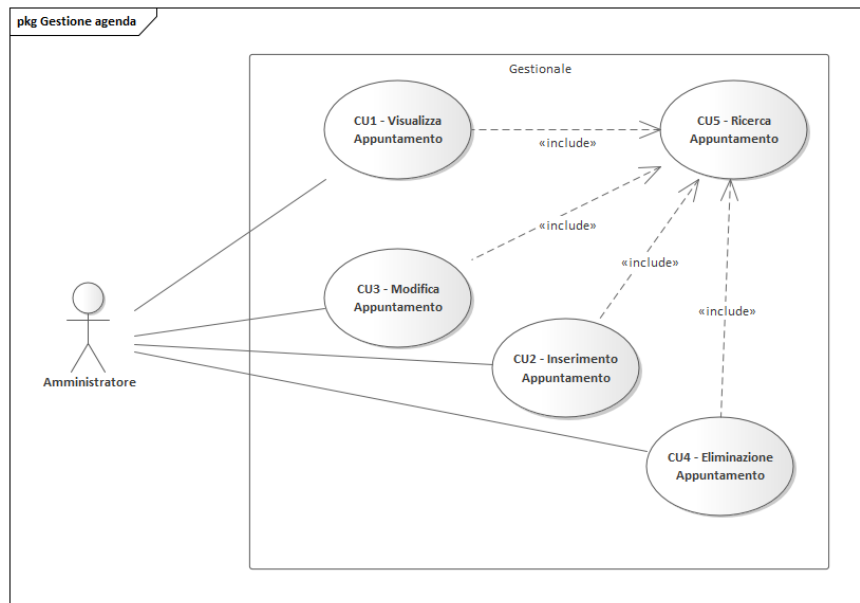 pkg Gestione agenda
Gestionale
CU1 - Visualizza
Appuntamento
«include»
CU5 - Ricerca
Appuntamento
«include»
CU3 - Modifica
Appuntamento
«include»
«include»
CU2 - Inserimento
Appuntamento
Amministratore
CU4 - Eliminazione
Appuntamento